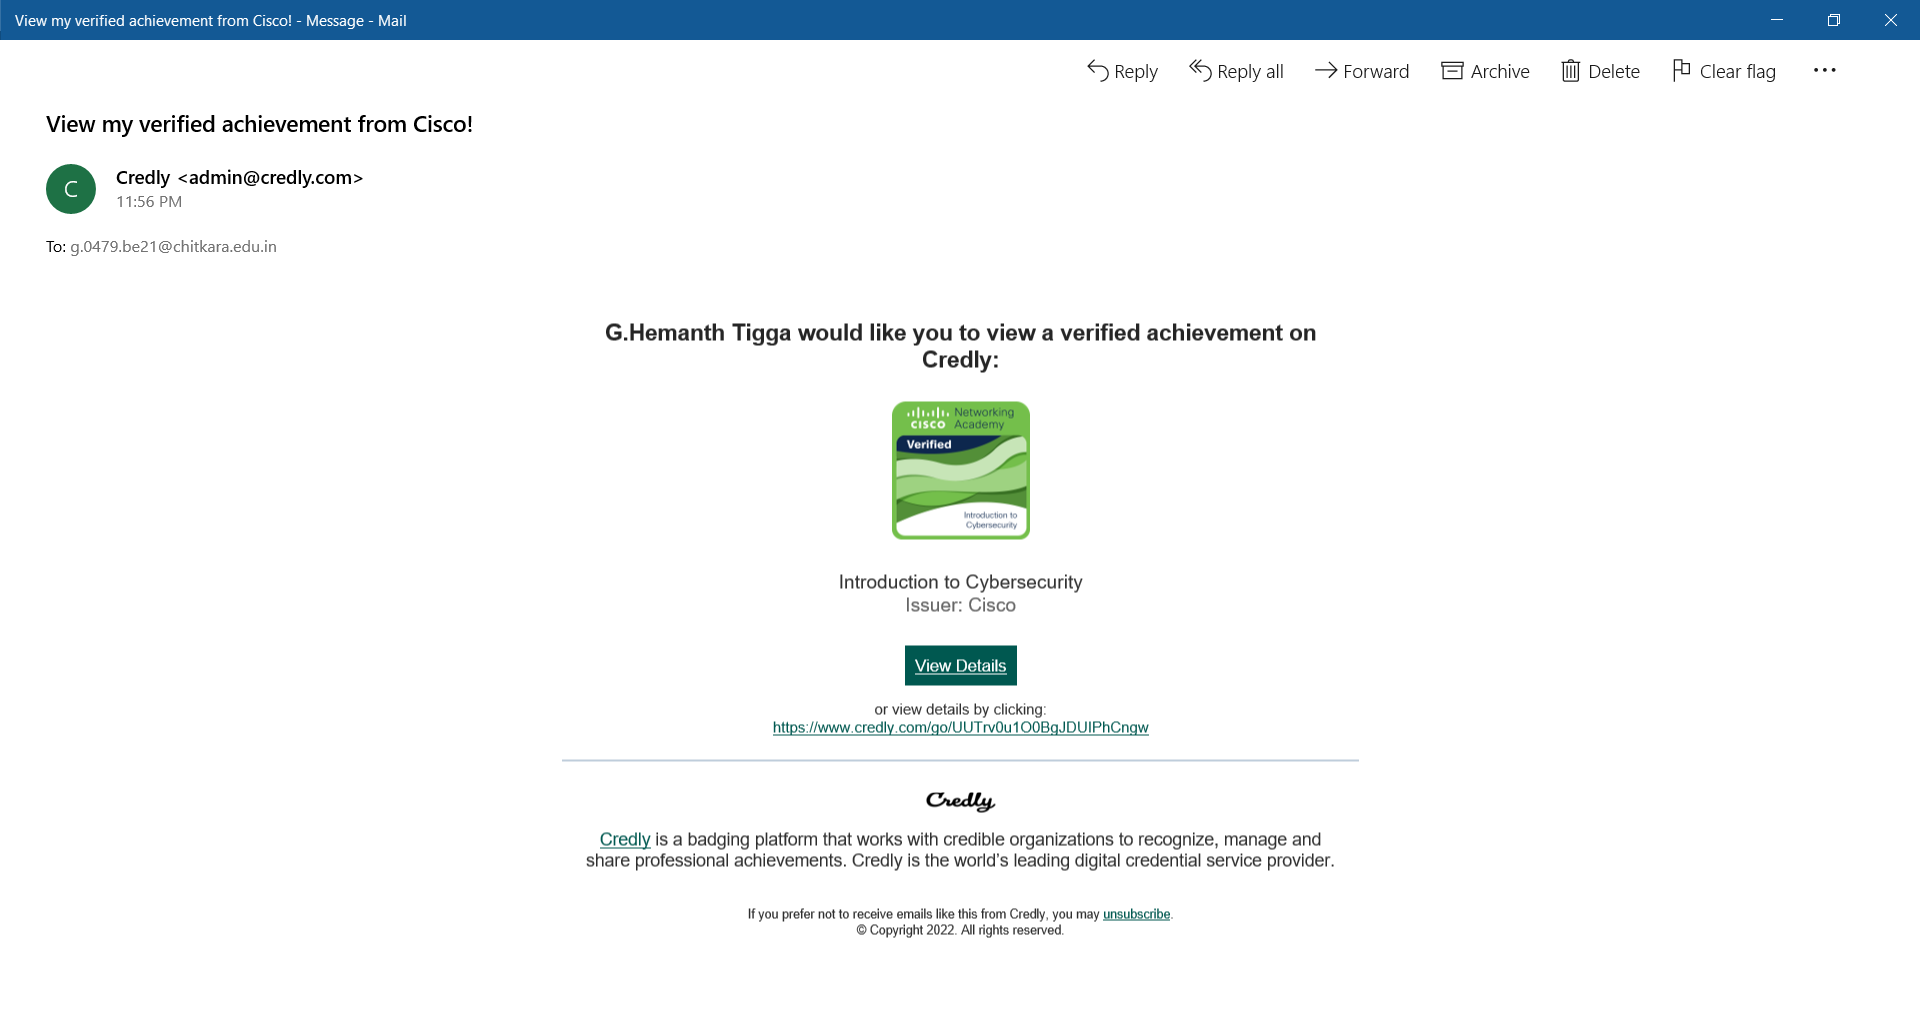 View my verified achievement from Cisco! - Message - Mail
Reply Reply all Forward Archive Delete Clear flag
View my verified achievement from Cisco!
C
Credly <admin@credly.com>
11:56 PM
To: g.0479.be21@chitkara.edu.in
G.Hemanth Tigga would like you to view a verified achievement on
Credly:
cisco Networking
Academy
Verified
Introduction to
Cybersecurity
Introduction to Cybersecurity
Issuer: Cisco
View Details
or view details by clicking:
https://www.credly.com/go/UUTrv0u1O0BgJDUIPhCngw
Credly
Credly is a badging platform that works with credible organizations to recognize, manage and
share professional achievements. Credly is the world's leading digital credential service provider.
If you prefer not to receive emails like this from Credly, you may unsubscribe.
© Copyright 2022. All rights reserved.